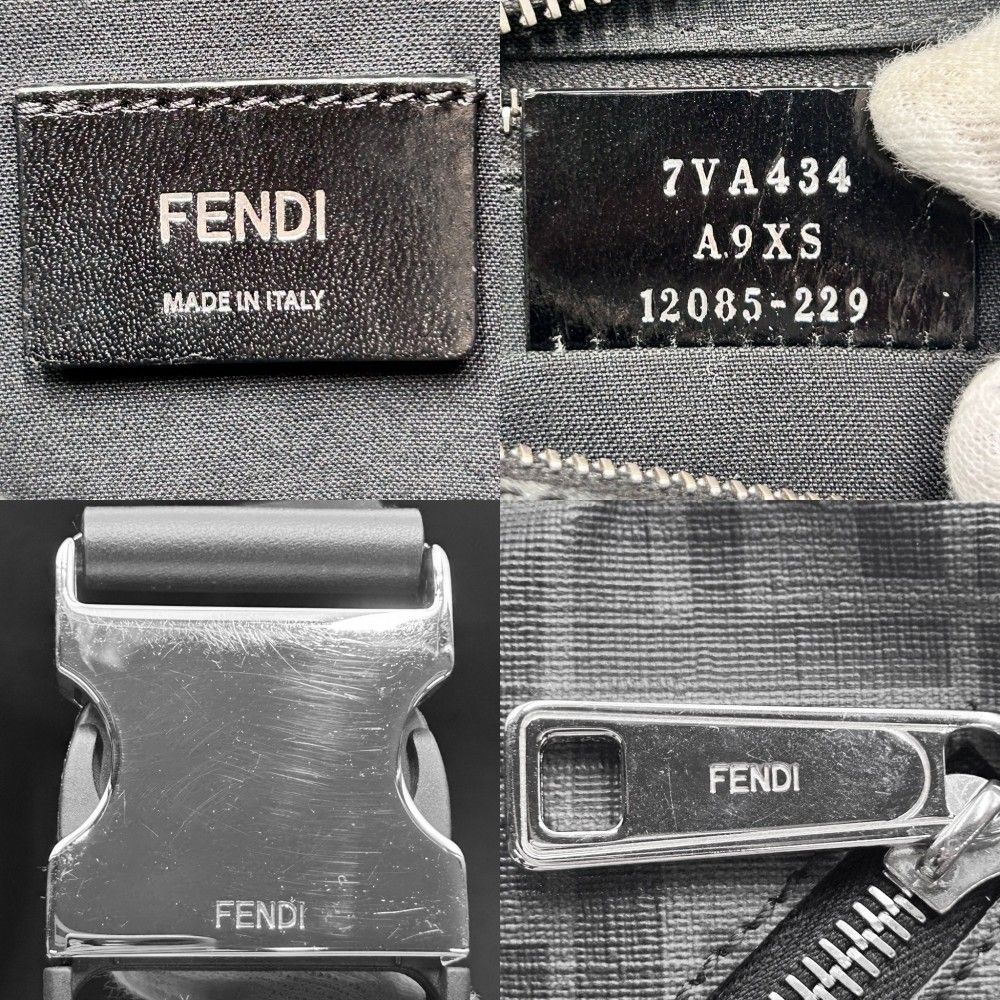 FENDI
MADE IN ITALY
7VA434
A9XS
12085-229
FENDI
FENDI